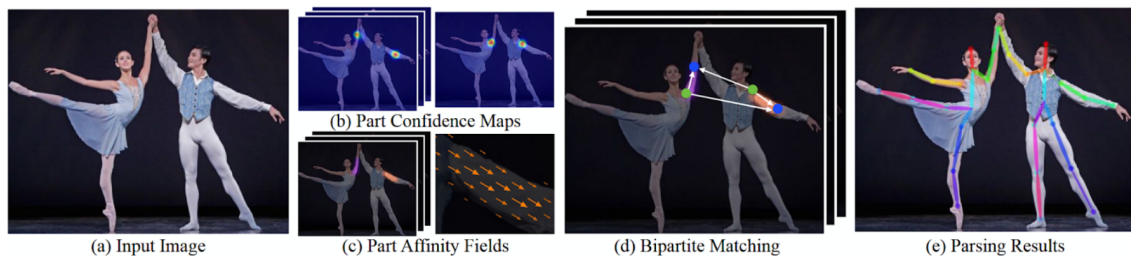 (a) Input Image
(b) Part Confidence Maps
(c) Part Affinity Fields
(d) Bipartite Matching
(e) Parsing Results